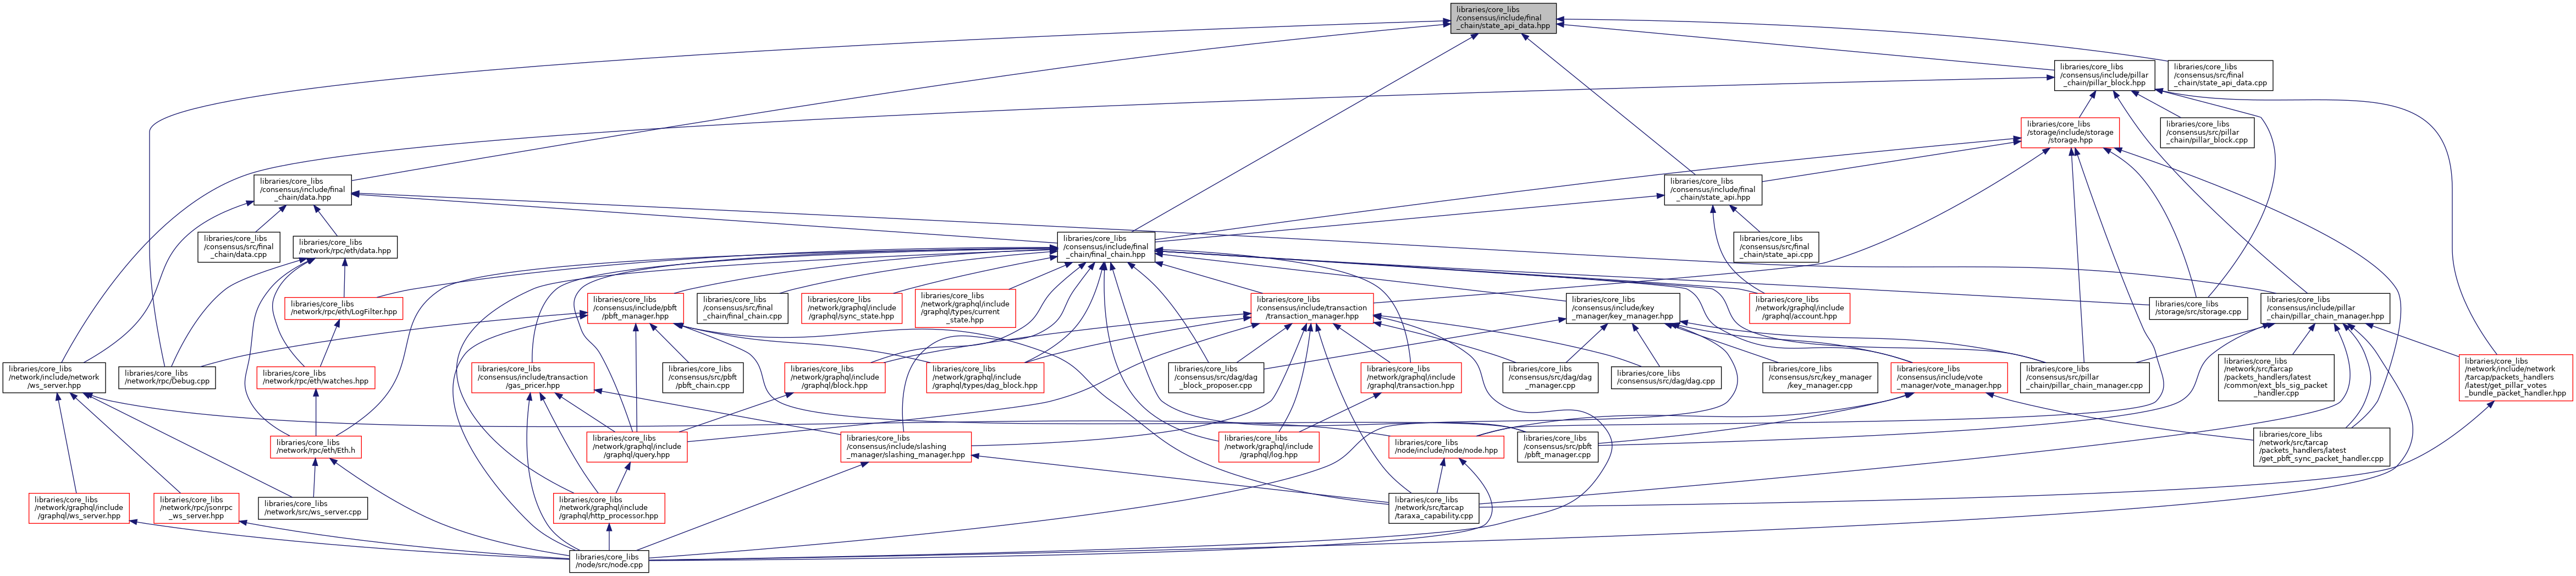 libraries/core_libs
/consensus/include/final
_chain/state_api_data.hpp
libraries/core_libs
/consensus/include/pillar
_chain/pillar_block.hpp
libraries/core_libs
/consensus/src/final
_chain/state_api_data.cpp
libraries/core_libs
/storage/include/storage
/storage.hpp
libraries/core_libs
/consensus/src/pillar
_chain/pillar_block.cpp
libraries/core_libs
/consensus/include/final
_chain/data.hpp
libraries/core_libs
/consensus/include/final
_chain/state_api.hpp
libraries/core_libs
/consensus/src/final
_chain/data.cpp
libraries/core_libs
/network/rpc/eth/data.hpp
libraries/core_libs
/consensus/include/final
_chain/final_chain.hpp
libraries/core_libs
/consensus/src/final
_chain/state_api.cpp
libraries/core_libs
/network/rpc/eth/LogFilter.hpp
libraries/core_libs
/consensus/include/pbft
/pbft_manager.hpp
libraries/core_libs
/consensus/src/final
_chain/final_chain.cpp
libraries/core_libs
/network/graphql/include
/graphql/sync_state.hpp
libraries/core_libs
/network/graphql/include
/graphql/types/current
_state.hpp
libraries/core_libs
/consensus/include/transaction
/transaction_manager.hpp
libraries/core_libs
/consensus/include/key
_manager/key_manager.hpp
libraries/core_libs
/network/graphql/include
/graphql/account.hpp
libraries/core_libs
/storage/src/storage.cpp
libraries/core_libs
/consensus/include/pillar
_chain/pillar_chain_manager.hpp
libraries/core_libs
/network/include/network
/ws_server.hpp
libraries/core_libs
/network/rpc/Debug.cpp
libraries/core_libs
/network/rpc/eth/watches.hpp
libraries/core_libs
/consensus/include/transaction
/gas_pricer.hpp
libraries/core_libs
/consensus/src/pbft
/pbft_chain.cpp
libraries/core_libs
/network/graphql/include
/graphql/block.hpp
libraries/core_libs
/network/graphql/include
/graphql/types/dag_block.hpp
libraries/core_libs
/consensus/src/dag/dag
_block_proposer.cpp
libraries/core_libs
/network/graphql/include
/graphql/transaction.hpp
libraries/core_libs
/consensus/src/dag/dag
_manager.cpp
libraries/core_libs
/consensus/src/dag/dag.cpp
libraries/core_libs
/consensus/src/key_manager
/key_manager.cpp
libraries/core_libs
/consensus/include/vote
_manager/vote_manager.hpp
libraries/core_libs
/consensus/src/pillar
_chain/pillar_chain_manager.cpp
libraries/core_libs
/network/src/tarcap
/packets_handlers/latest
/common/ext_bls_sig_packet
_handler.cpp
libraries/core_libs
/network/include/network
/tarcap/packets_handlers
/latest/get_pillar_votes
_bundle_packet_handler.hpp
libraries/core_libs
/network/rpc/eth/Eth.h
libraries/core_libs
/network/graphql/include
/graphql/query.hpp
libraries/core_libs
/consensus/include/slashing
_manager/slashing_manager.hpp
libraries/core_libs
/network/graphql/include
/graphql/log.hpp
libraries/core_libs
/node/include/node/node.hpp
libraries/core_libs
/consensus/src/pbft
/pbft_manager.cpp
libraries/core_libs
/network/src/tarcap
/packets_handlers/latest
/get_pbft_sync_packet_handler.cpp
libraries/core_libs
/network/graphql/include
/graphql/ws_server.hpp
libraries/core_libs
/network/rpc/jsonrpc
_ws_server.hpp
libraries/core_libs
/network/src/ws_server.cpp
libraries/core_libs
/network/graphql/include
/graphql/http_processor.hpp
libraries/core_libs
/network/src/tarcap
/taraxa_capability.cpp
libraries/core_libs
/node/src/node.cpp